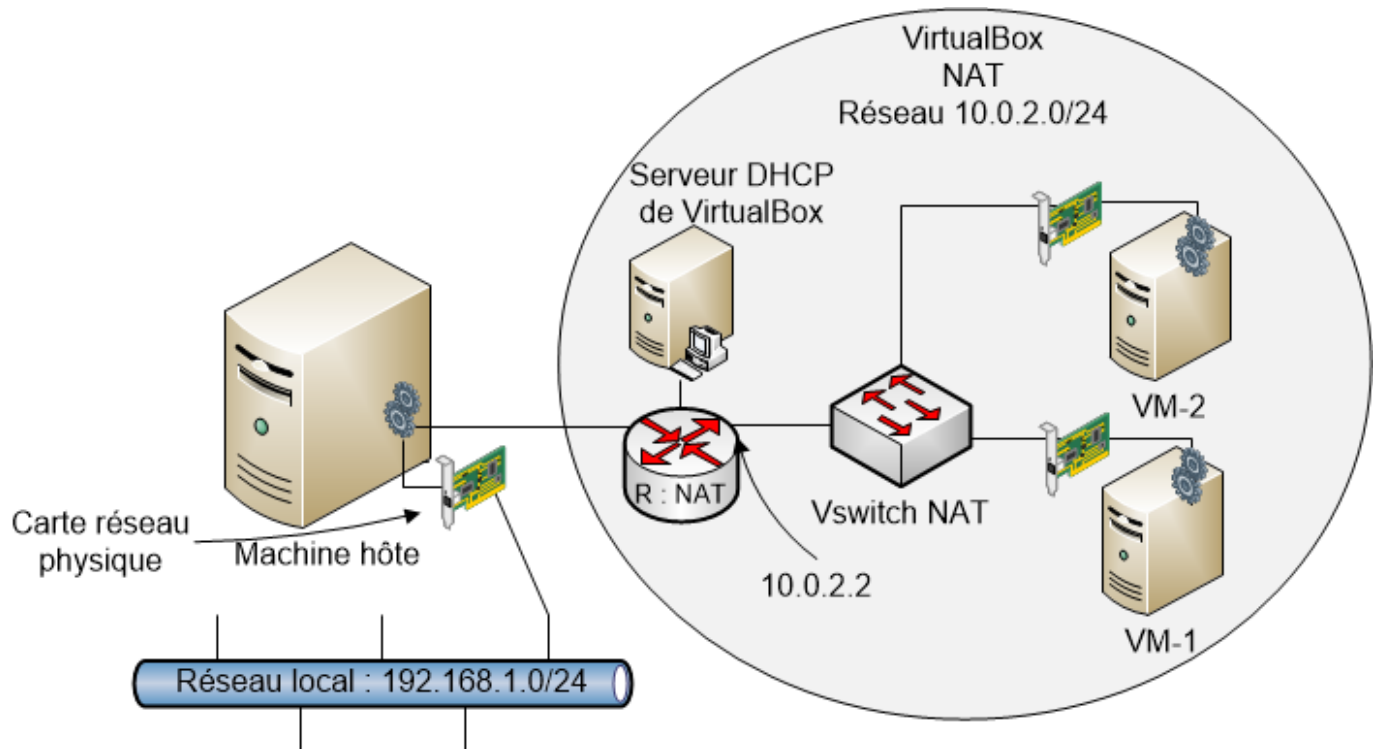 VirtualBox
NAT
Réseau 10.0.2.0/24
Serveur DHCP
de VirtualBox
VM-2
R : NAT
Vswitch NAT
Carte réseau
physique
Machine hôte
10.0.2.2
VM-1
Réseau local : 192.168.1.0/24